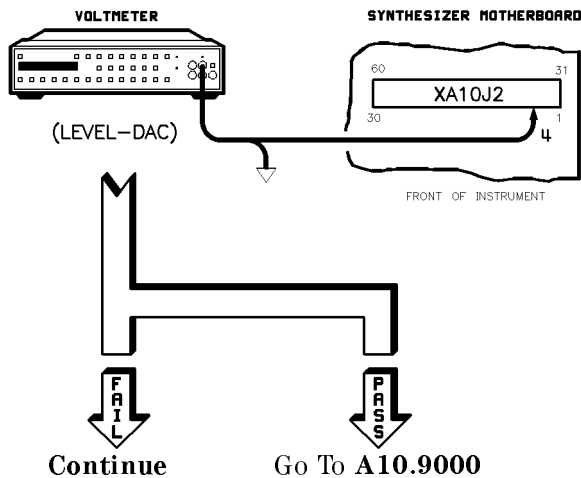 VOLTMETER
SYNTHESIZER MOTHERBOARD
60
31
XA10J2
30
1
4
(LEVEL-DAC)
FRONT OF INSTRUMENT
FAIL
PASS
Continue
Go To A10.9000